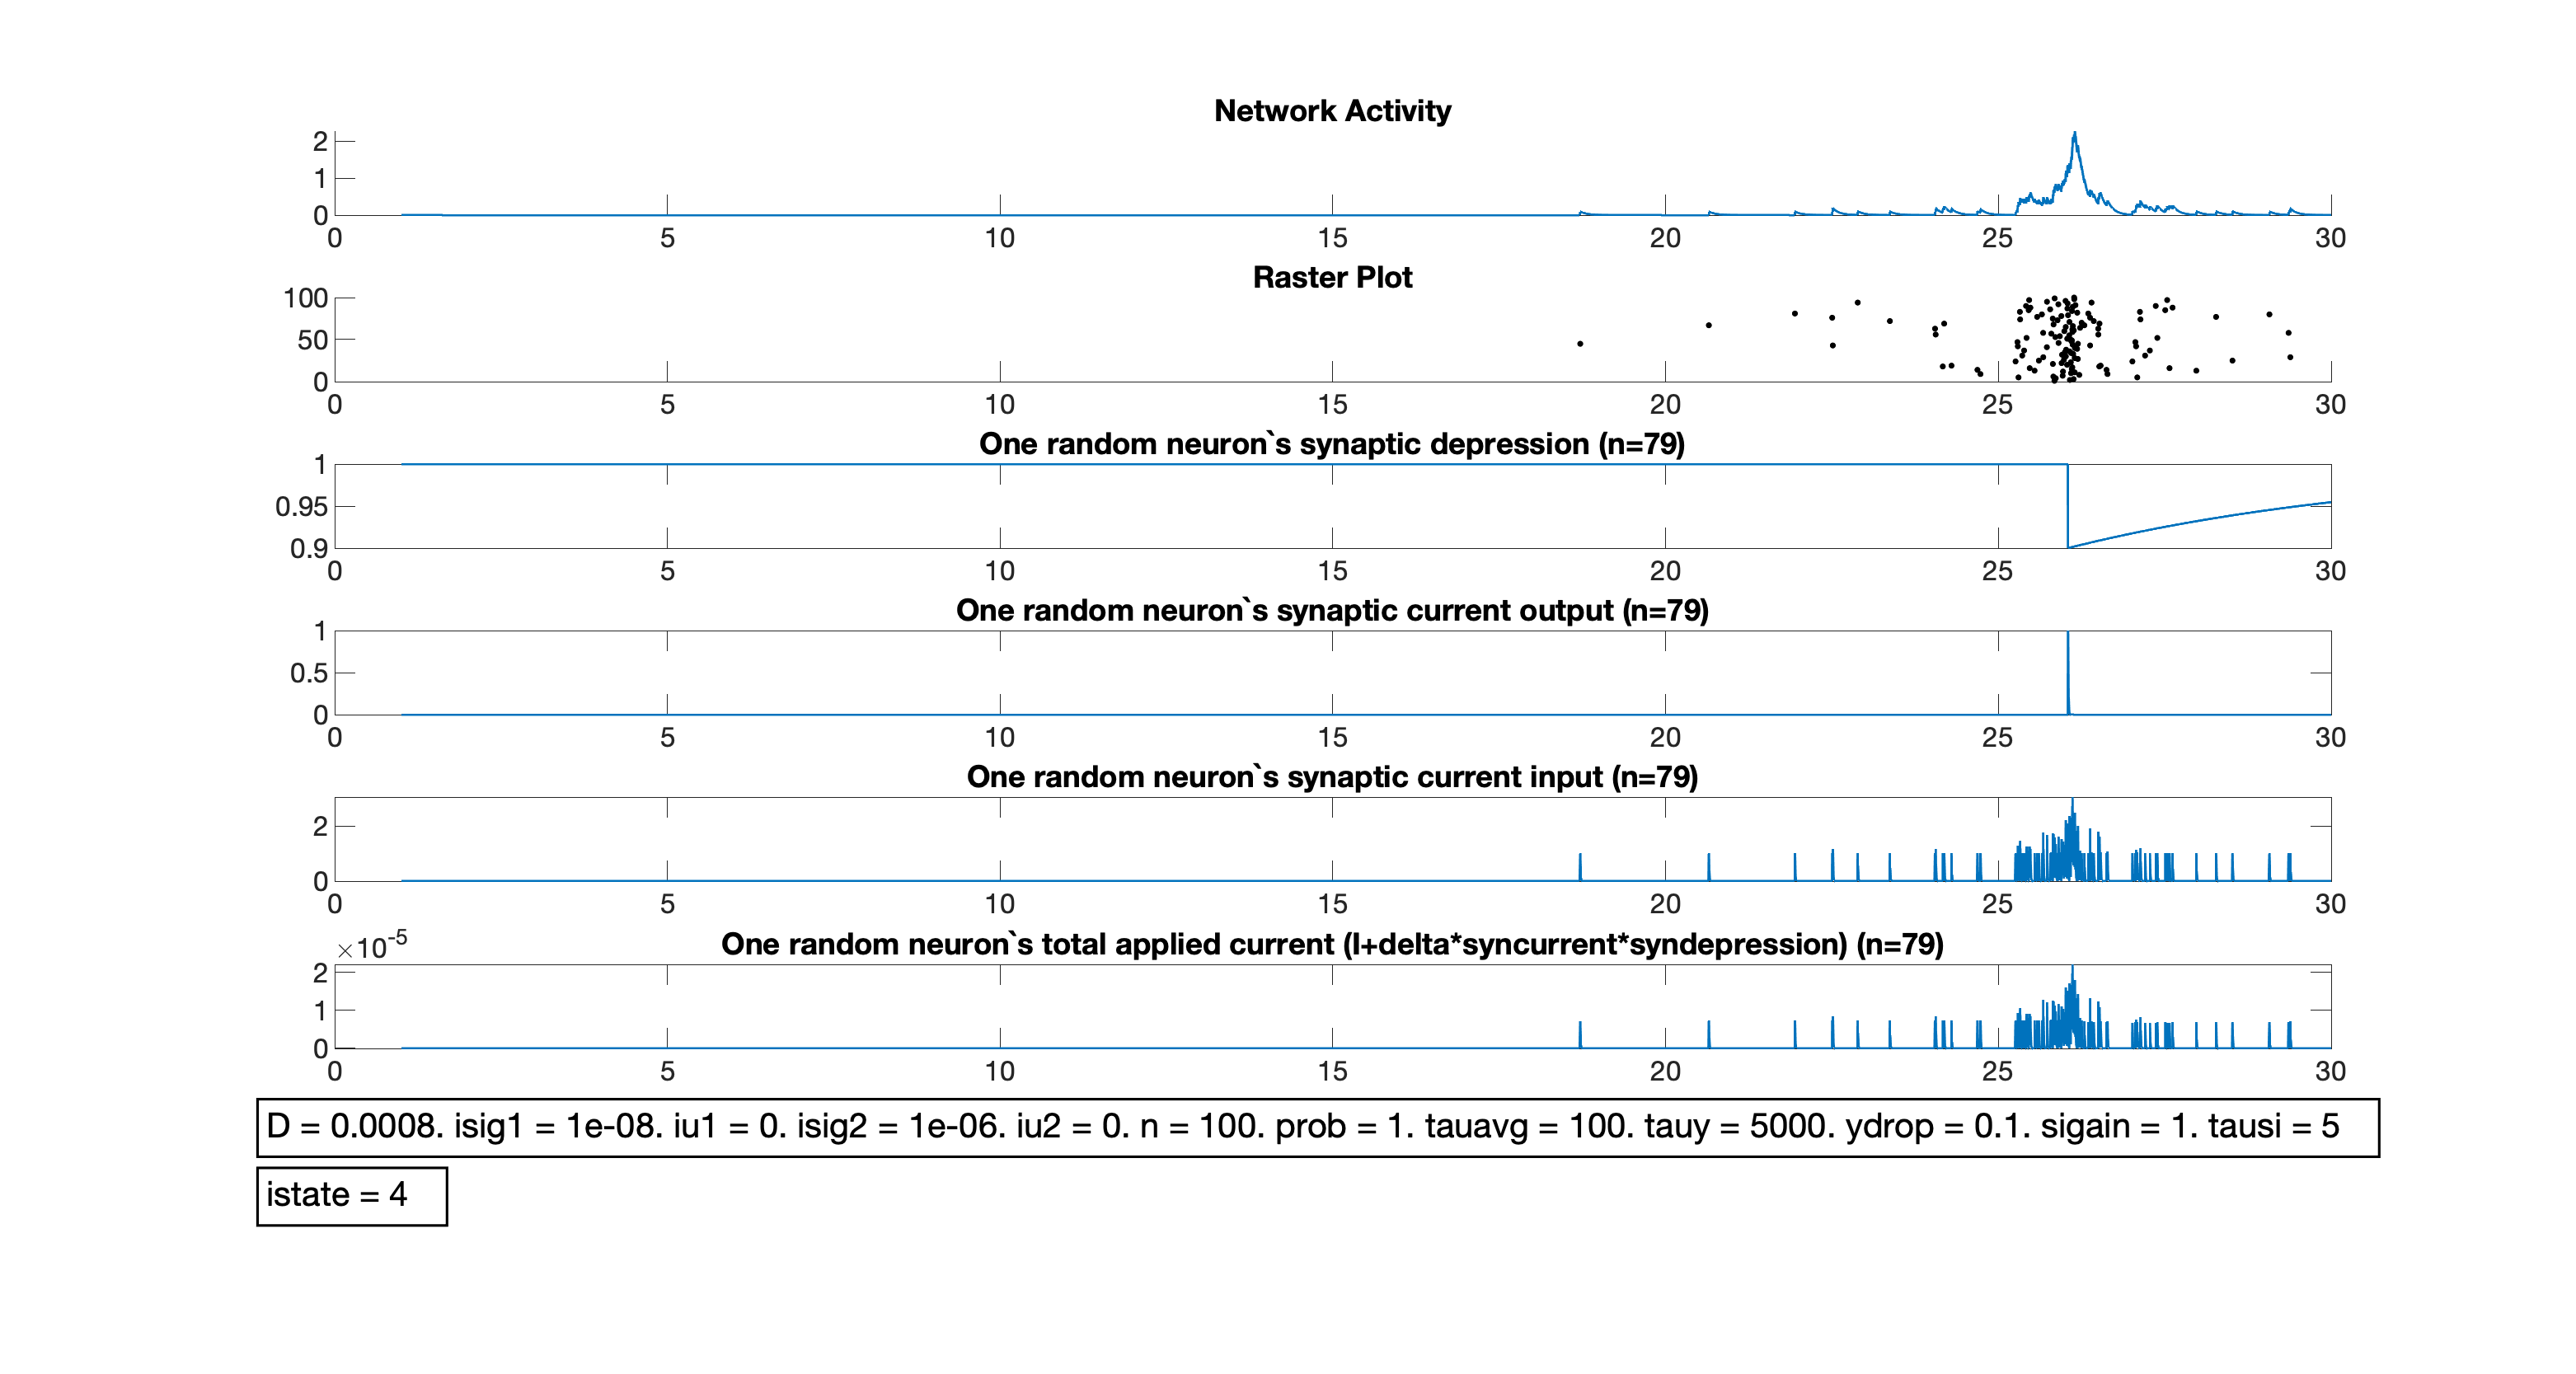 Network Activity
2
1
0
0 5 10 15 20 25 30
Raster Plot
100
50
0
0 5 10 15 20 25 30
One random neuron`s synaptic depression (n=79)
1
0.95
0.9
0 5 10 15 20 25 30
One random neuron`s synaptic current output (n=79)
1
0.5
0
0 5 10 15 20 25 30
One random neuron`s synaptic current input (n=79)
2
0
0 5 10 15 20 25 30
One random neuron`s total applied current (I+delta*syncurrent*syndepression) (n=79)
×10⁻⁵
2
1
0
0 5 10 15 20 25 30
D = 0.0008. isig1 = 1e-08. iu1 = 0. isig2 = 1e-06. iu2 = 0. n = 100. prob = 1. tauavg = 100. tauy = 5000. ydrop = 0.1. sigain = 1. tausi = 5
istate = 4